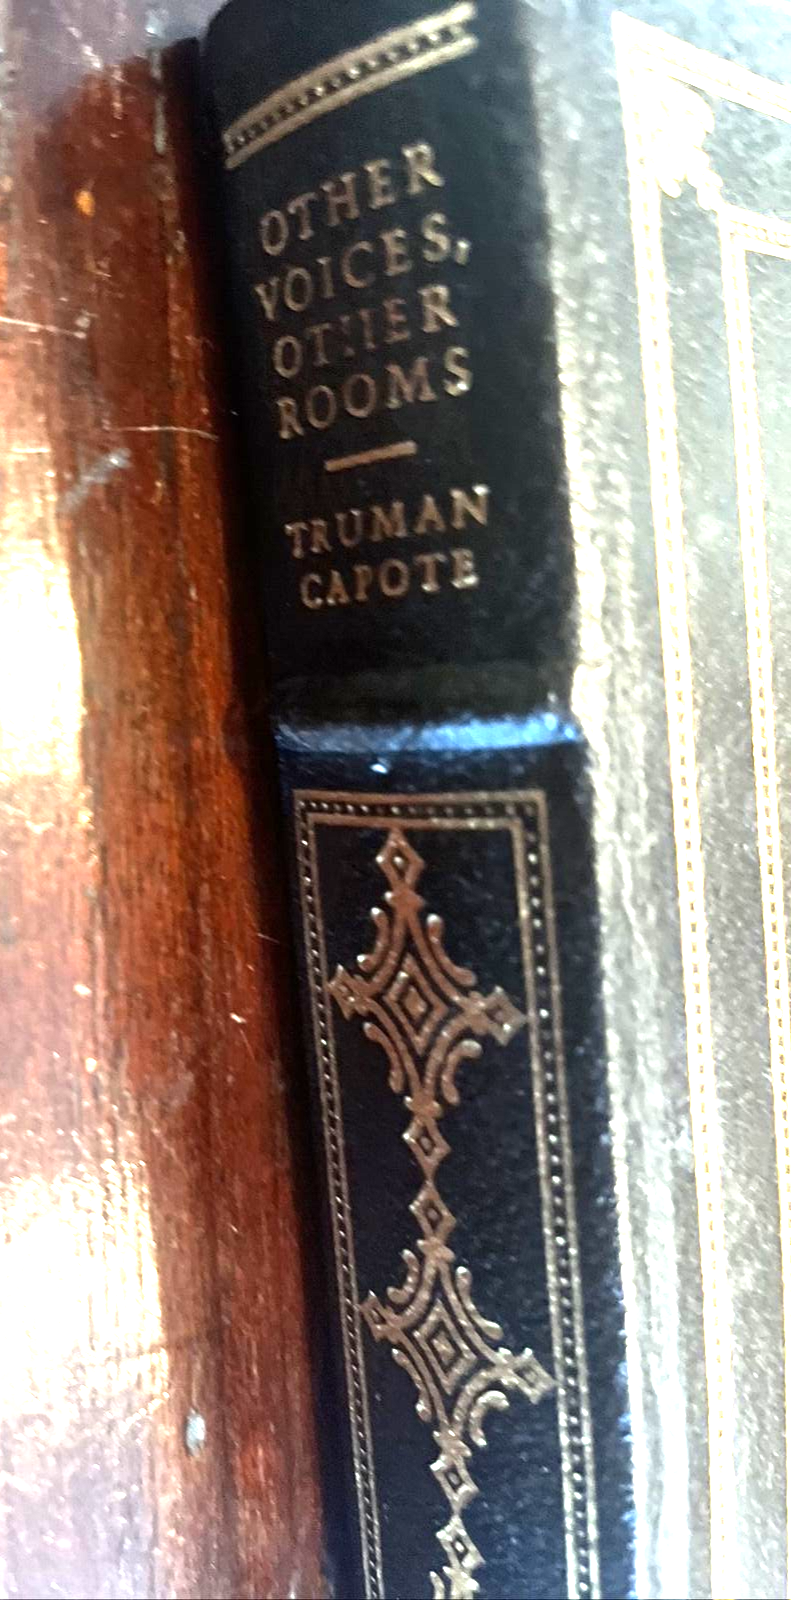 OTHER
VOICES,
OTHER
ROOMS
TRUMAN
CAPOTE